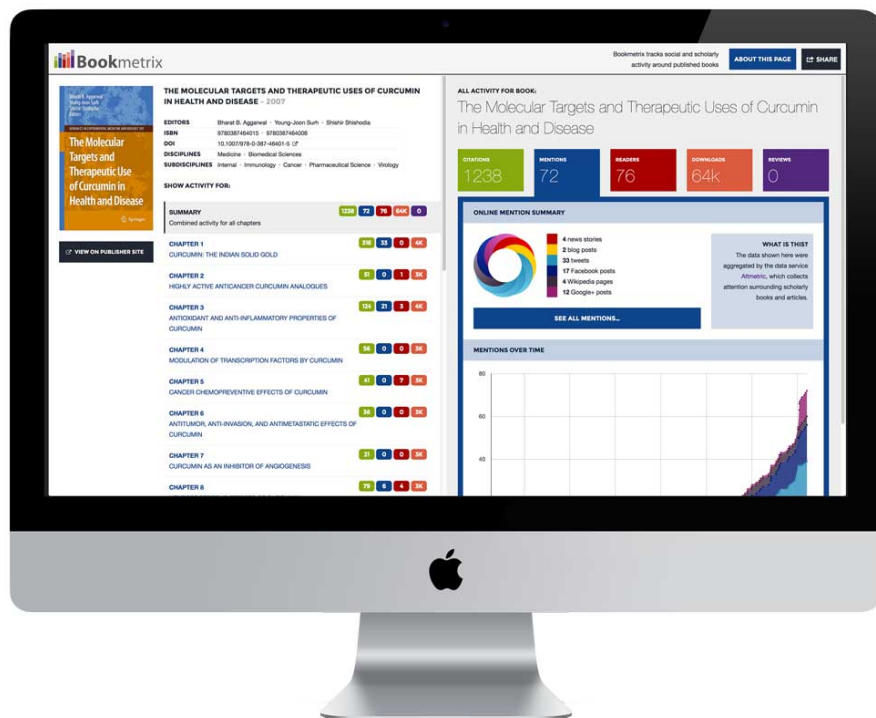 Bookmetrix
Bookmetrix tracks social and scholarly
activity around published books
ABOUT THIS PAGE
SHARE
Bharat B. Aggarwal
Young-Joon Surh
Shishir Shishodia
Editors
The Molecular
Targets and
Therapeutic Use
of Curcumin in
Health and Disease
Springer
VIEW ON PUBLISHER SITE
THE MOLECULAR TARGETS AND THERAPEUTIC USES OF CURCUMIN
IN HEALTH AND DISEASE - 2007
EDITORS Bharat B. Aggarwal · Young-Joon Surh · Shishir Shishodia
ISBN 9780387464015 · 9780387464008
DOI 10.1007/978-0-387-46401-5
DISCIPLINES Medicine · Biomedical Sciences
SUBDISCIPLINES Internal · Immunology · Cancer · Pharmaceutical Science · Virology
SHOW ACTIVITY FOR:
SUMMARY 1238 72 76 64K 0
Combined activity for all chapters
CHAPTER 1 316 33 0 4K
CURCUMIN: THE INDIAN SOLID GOLD
CHAPTER 2 51 0 1 3K
HIGHLY ACTIVE ANTICANCER CURCUMIN ANALOGUES
CHAPTER 3 124 21 3 4K
ANTIOXIDANT AND ANTI-INFLAMMATORY PROPERTIES OF
CURCUMIN
CHAPTER 4 56 0 0 3K
MODULATION OF TRANSCRIPTION FACTORS BY CURCUMIN
CHAPTER 5 41 0 7 3K
CANCER CHEMOPREVENTIVE EFFECTS OF CURCUMIN
CHAPTER 6 36 0 0 3K
ANTITUMOR, ANTI-INVASION, AND ANTIMETASTATIC EFFECTS OF
CURCUMIN
CHAPTER 7 21 0 0 3K
CURCUMIN AS AN INHIBITOR OF ANGIOGENESIS
CHAPTER 8 75 6 4 3K
ALL ACTIVITY FOR BOOK:
The Molecular Targets and Therapeutic Uses of Curcumin
in Health and Disease
CITATIONS MENTIONS READERS DOWNLOADS REVIEWS
1238 72 76 64k 0
ONLINE MENTION SUMMARY
4 news stories
2 blog posts
33 tweets
17 Facebook posts
4 Wikipedia pages
12 Google+ posts
WHAT IS THIS?
The data shown here were
aggregated by the data service
Altmetric, which collects
attention surrounding scholarly
books and articles.
SEE ALL MENTIONS...
MENTIONS OVER TIME
80
60
40